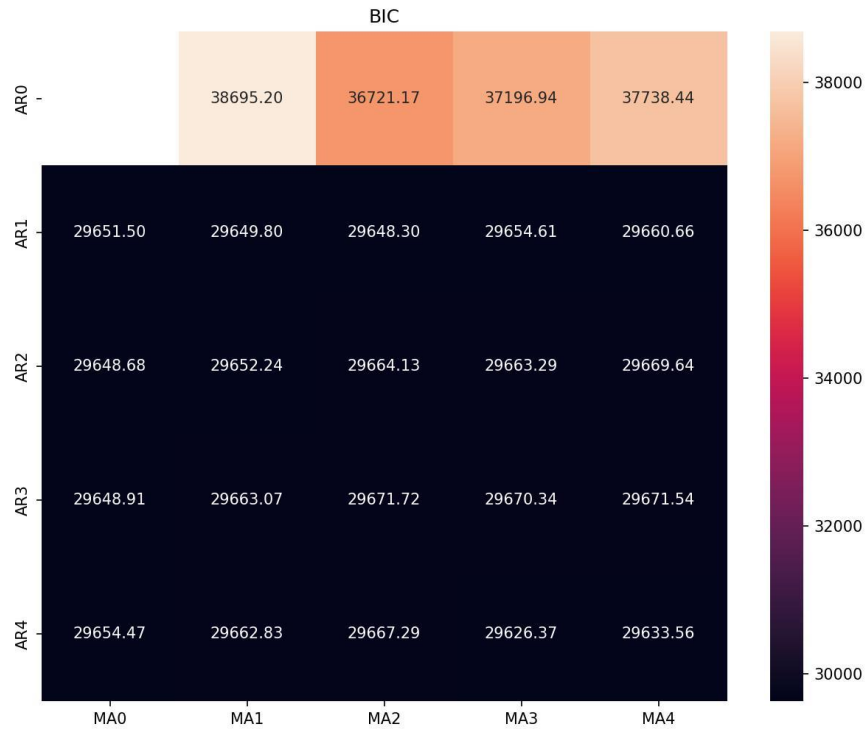 BIC
AR0 38695.20 36721.17 37196.94 37738.44
AR1 29651.50 29649.80 29648.30 29654.61 29660.66
AR2 29648.68 29652.24 29664.13 29663.29 29669.64
AR3 29648.91 29663.07 29671.72 29670.34 29671.54
AR4 29654.47 29662.83 29667.29 29626.37 29633.56
MA0 MA1 MA2 MA3 MA4
38000
36000
34000
32000
30000